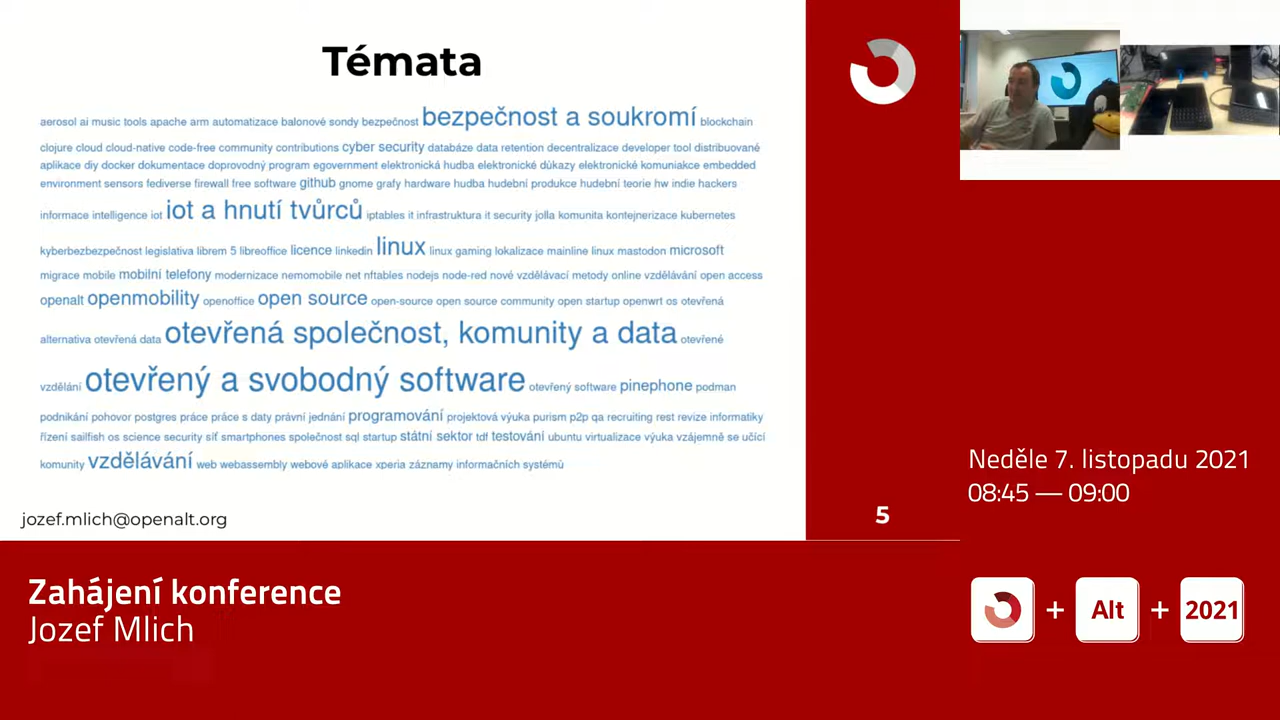 Témata
aerosol ai music tools apache arm automatizace balonové sondy bezpečnost bezpečnost a soukromí blockchain
clojure cloud cloud-native code-free community contributions cyber security databáze data retention decentralizace developer tool distribuované
aplikace diy docker dokumentace doprovodný program egovernment elektronická hudba elektronické důkazy elektronické komuniakce embedded
environment sensors fediverse firewall free software github gnome grafy hardware hudba hudební produkce hudební teorie hw indie hackers
informace intelligence iot iot a hnutí tvůrců iptables it infrastruktura it security jolla komunita kontejnerizace kubernetes
kyberbezbezpečnost legislativa librem 5 libreoffice licence linkedin linux linux gaming lokalizace mainline linux mastodon microsoft
migrace mobile mobilní telefony modernizace nemomobile net nftables nodejs node-red nové vzdělávací metody online vzdělávání open access
openalt openmobility openoffice open source open-source open source community open startup openwrt os otevřená
alternativa otevřená data otevřená společnost, komunity a data otevřené
vzdělání otevřený a svobodný software otevřený software pinephone podman
podnikání pohovor postgres práce práce s daty právní jednání programování projektová výuka purism p2p qa recruiting rest revize informatiky
řízení sailfish os science security síť smartphones společnost sql startup státní sektor tdf testování ubuntu virtualizace výuka vzájemně se učící
komunity vzdělávání web webassembly webové aplikace xperia záznamy informačních systémů
jozef.mlich@openalt.org
5
Neděle 7. listopadu 2021
08:45 — 09:00
Zahájení konference
Jozef Mlich
+ Alt + 2021